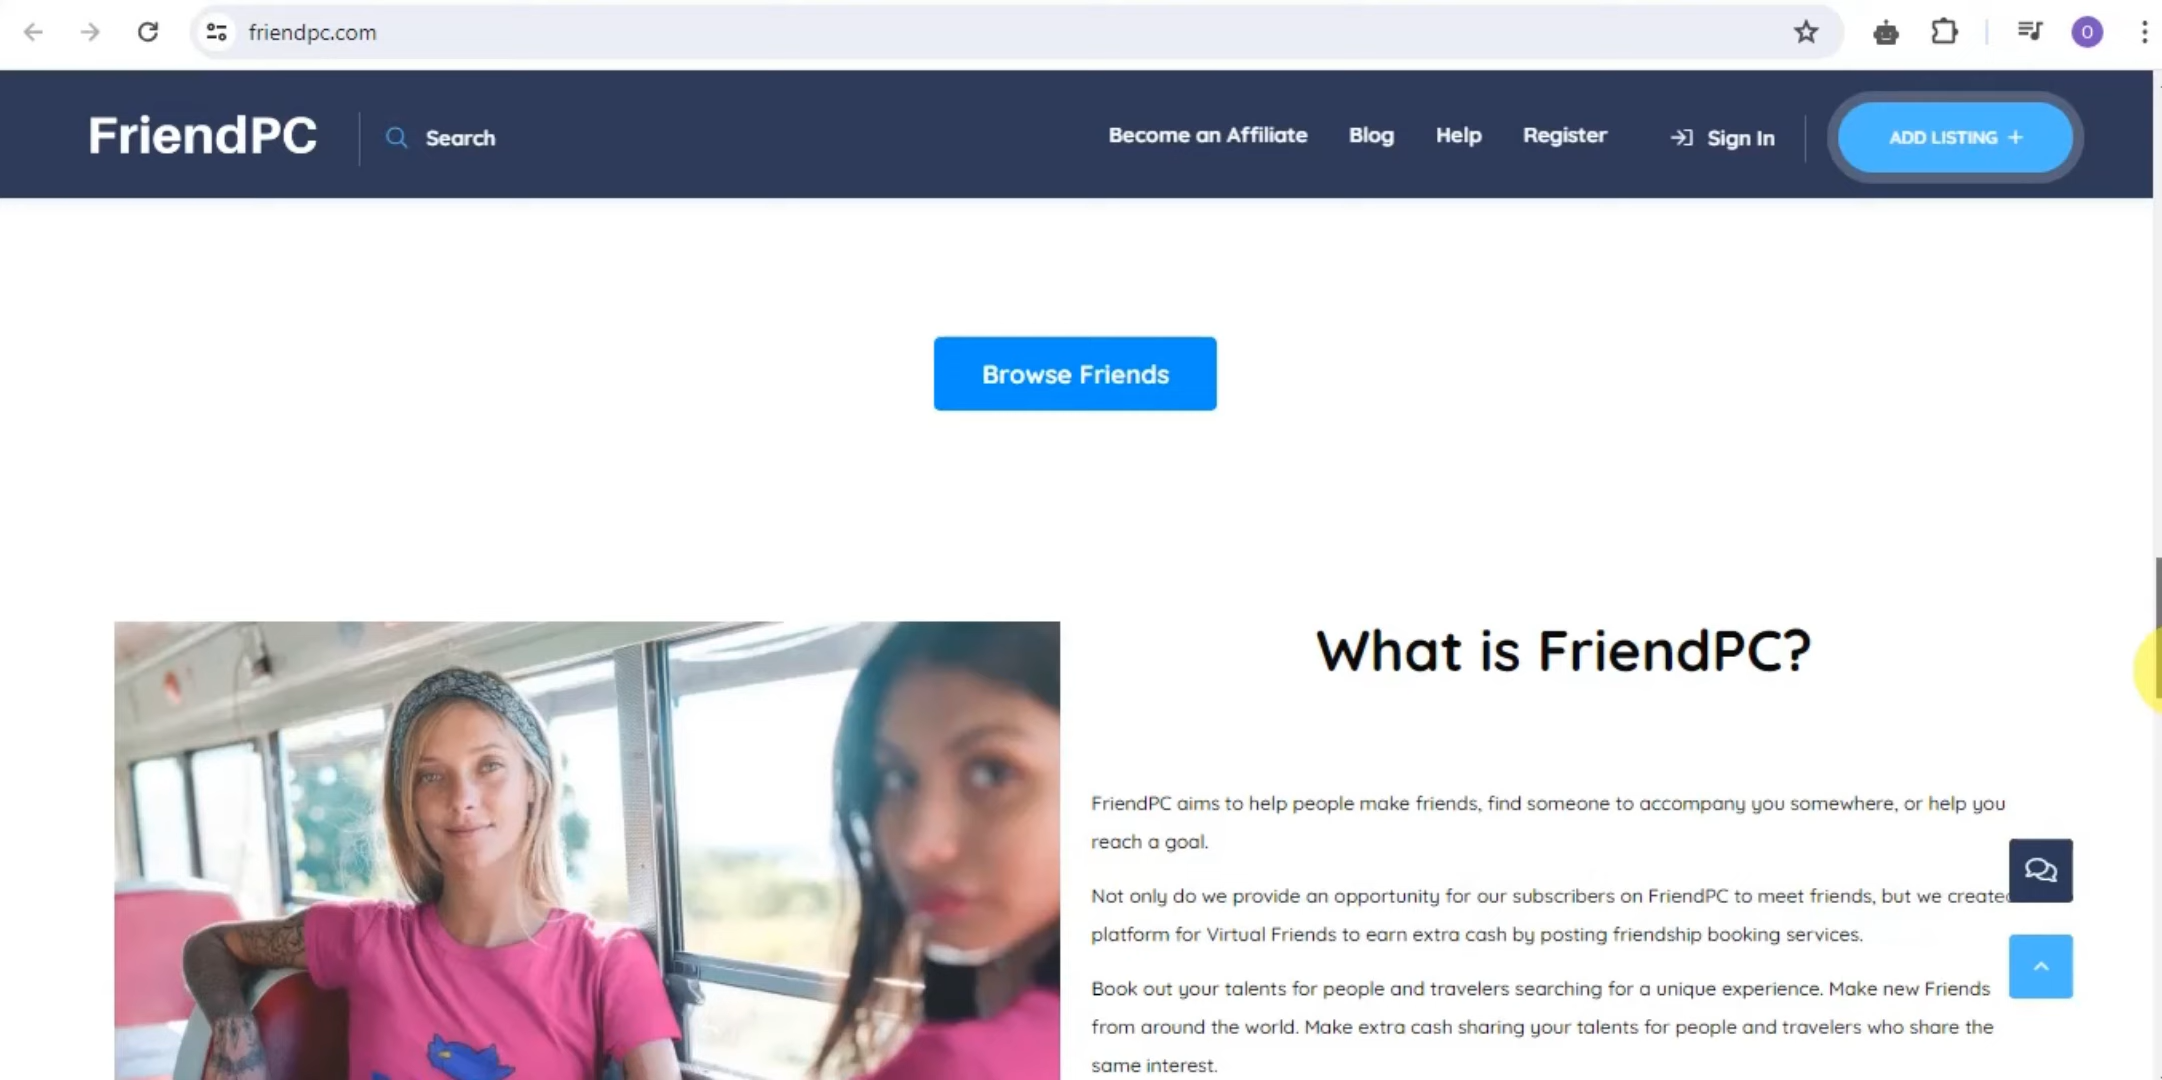 friendpc.com
O
FriendPC
Search
Become an Affiliate
Blog
Help
Register
Sign In
ADD LISTING +
Browse Friends
What is FriendPC?
FriendPC aims to help people make friends, find someone to accompany you somewhere, or help you
reach a goal.
Not only do we provide an opportunity for our subscribers on FriendPC to meet friends, but we created
platform for Virtual Friends to earn extra cash by posting friendship booking services.
Book out your talents for people and travelers searching for a unique experience. Make new Friends
from around the world. Make extra cash sharing your talents for people and travelers who share the
same interest.